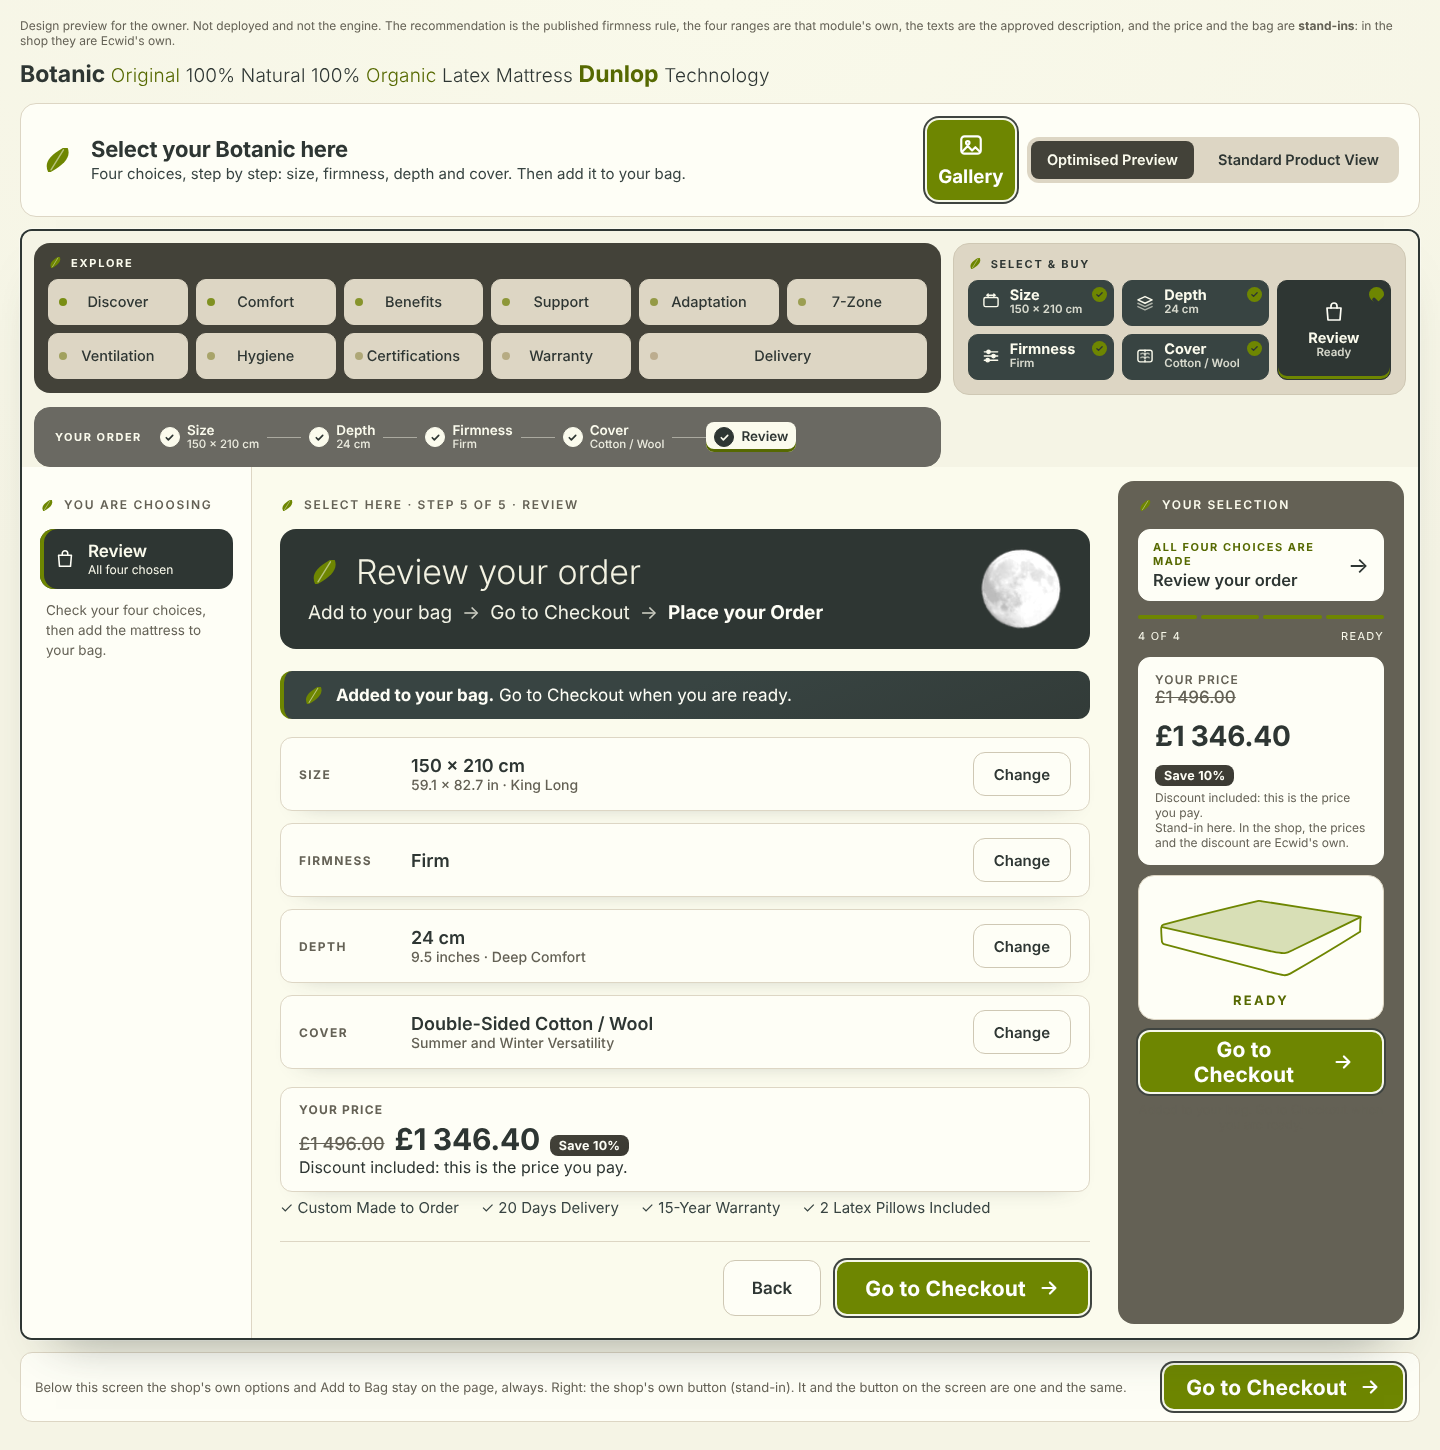 Design preview for the owner. Not deployed and not the engine. The recommendation is the published firmness rule, the four ranges are that module's own, the texts are the approved description, and the price and the bag are stand-ins: in the
shop they are Ecwid's own.
Botanic Original 100% Natural 100% Organic Latex Mattress Dunlop Technology
Select your Botanic here
Four choices, step by step: size, firmness, depth and cover. Then add it to your bag.
Gallery
Optimised Preview
Standard Product View
EXPLORE
Discover
Comfort
Benefits
Support
Adaptation
7-Zone
Ventilation
Hygiene
Certifications
Warranty
Delivery
SELECT & BUY
Size
150 × 210 cm
Depth
24 cm
Firmness
Firm
Cover
Cotton / Wool
Review
Ready
YOUR ORDER
Size
150 × 210 cm
Depth
24 cm
Firmness
Firm
Cover
Cotton / Wool
Review
YOU ARE CHOOSING
Review
All four chosen
Check your four choices,
then add the mattress to
your bag.
SELECT HERE · STEP 5 OF 5 · REVIEW
Review your order
Add to your bag → Go to Checkout → Place your Order
Added to your bag. Go to Checkout when you are ready.
SIZE
150 × 210 cm
59.1 × 82.7 in · King Long
Change
FIRMNESS
Firm
Change
DEPTH
24 cm
9.5 inches · Deep Comfort
Change
COVER
Double-Sided Cotton / Wool
Summer and Winter Versatility
Change
YOUR PRICE
£1 496.00 £1 346.40 Save 10%
Discount included: this is the price you pay.
✓ Custom Made to Order ✓ 20 Days Delivery ✓ 15-Year Warranty ✓ 2 Latex Pillows Included
Back
Go to Checkout →
YOUR SELECTION
ALL FOUR CHOICES ARE
MADE
Review your order
4 OF 4
READY
YOUR PRICE
£1 496.00
£1 346.40
Save 10%
Discount included: this is the price
you pay.
Stand-in here. In the shop, the prices
and the discount are Ecwid's own.
READY
Go to
Checkout →
Below this screen the shop's own options and Add to Bag stay on the page, always. Right: the shop's own button (stand-in). It and the button on the screen are one and the same.
Go to Checkout →